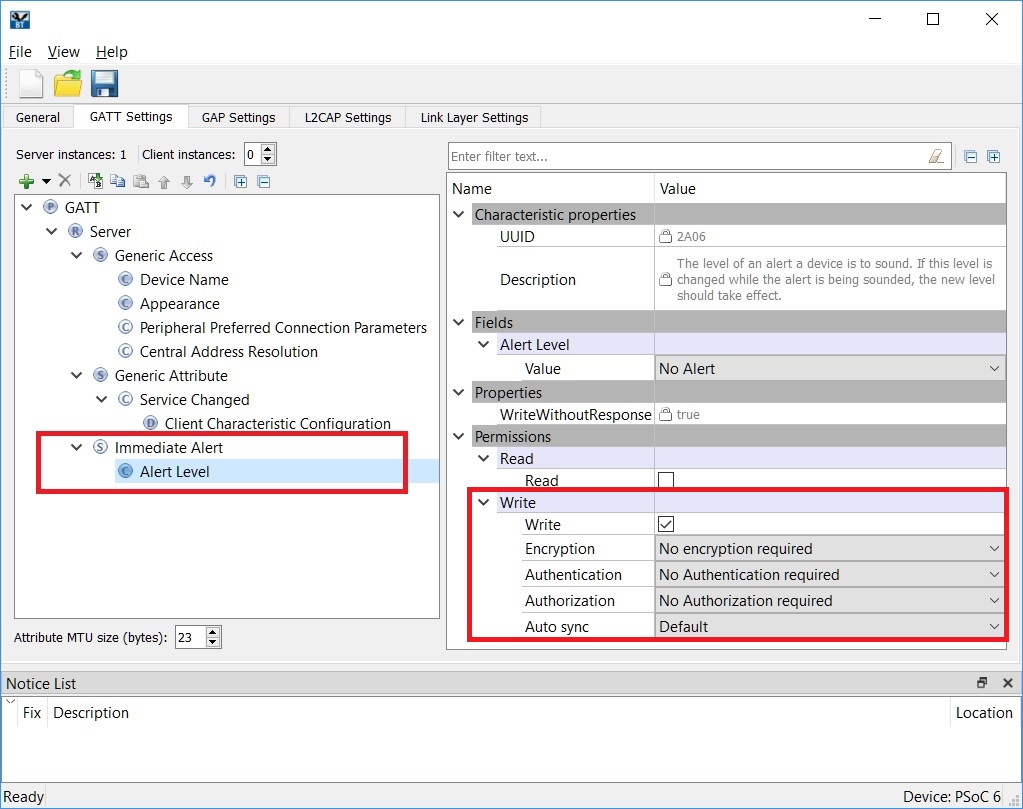 BT
File View Help
General GATT Settings GAP Settings L2CAP Settings Link Layer Settings
Server instances: 1 Client instances: 0
P GATT
R Server
S Generic Access
C Device Name
C Appearance
C Peripheral Preferred Connection Parameters
C Central Address Resolution
S Generic Attribute
C Service Changed
D Client Characteristic Configuration
S Immediate Alert
C Alert Level
Attribute MTU size (bytes): 23
Enter filter text...
Name Value
Characteristic properties
UUID 2A06
Description The level of an alert a device is to sound. If this level is
changed while the alert is being sounded, the new level
should take effect.
Fields
Alert Level
Value No Alert
Properties
WriteWithoutResponse true
Permissions
Read
Read
Write
Write
Encryption No encryption required
Authentication No Authentication required
Authorization No Authorization required
Auto sync Default
Notice List
Fix Description Location
Ready Device: PSoC 6